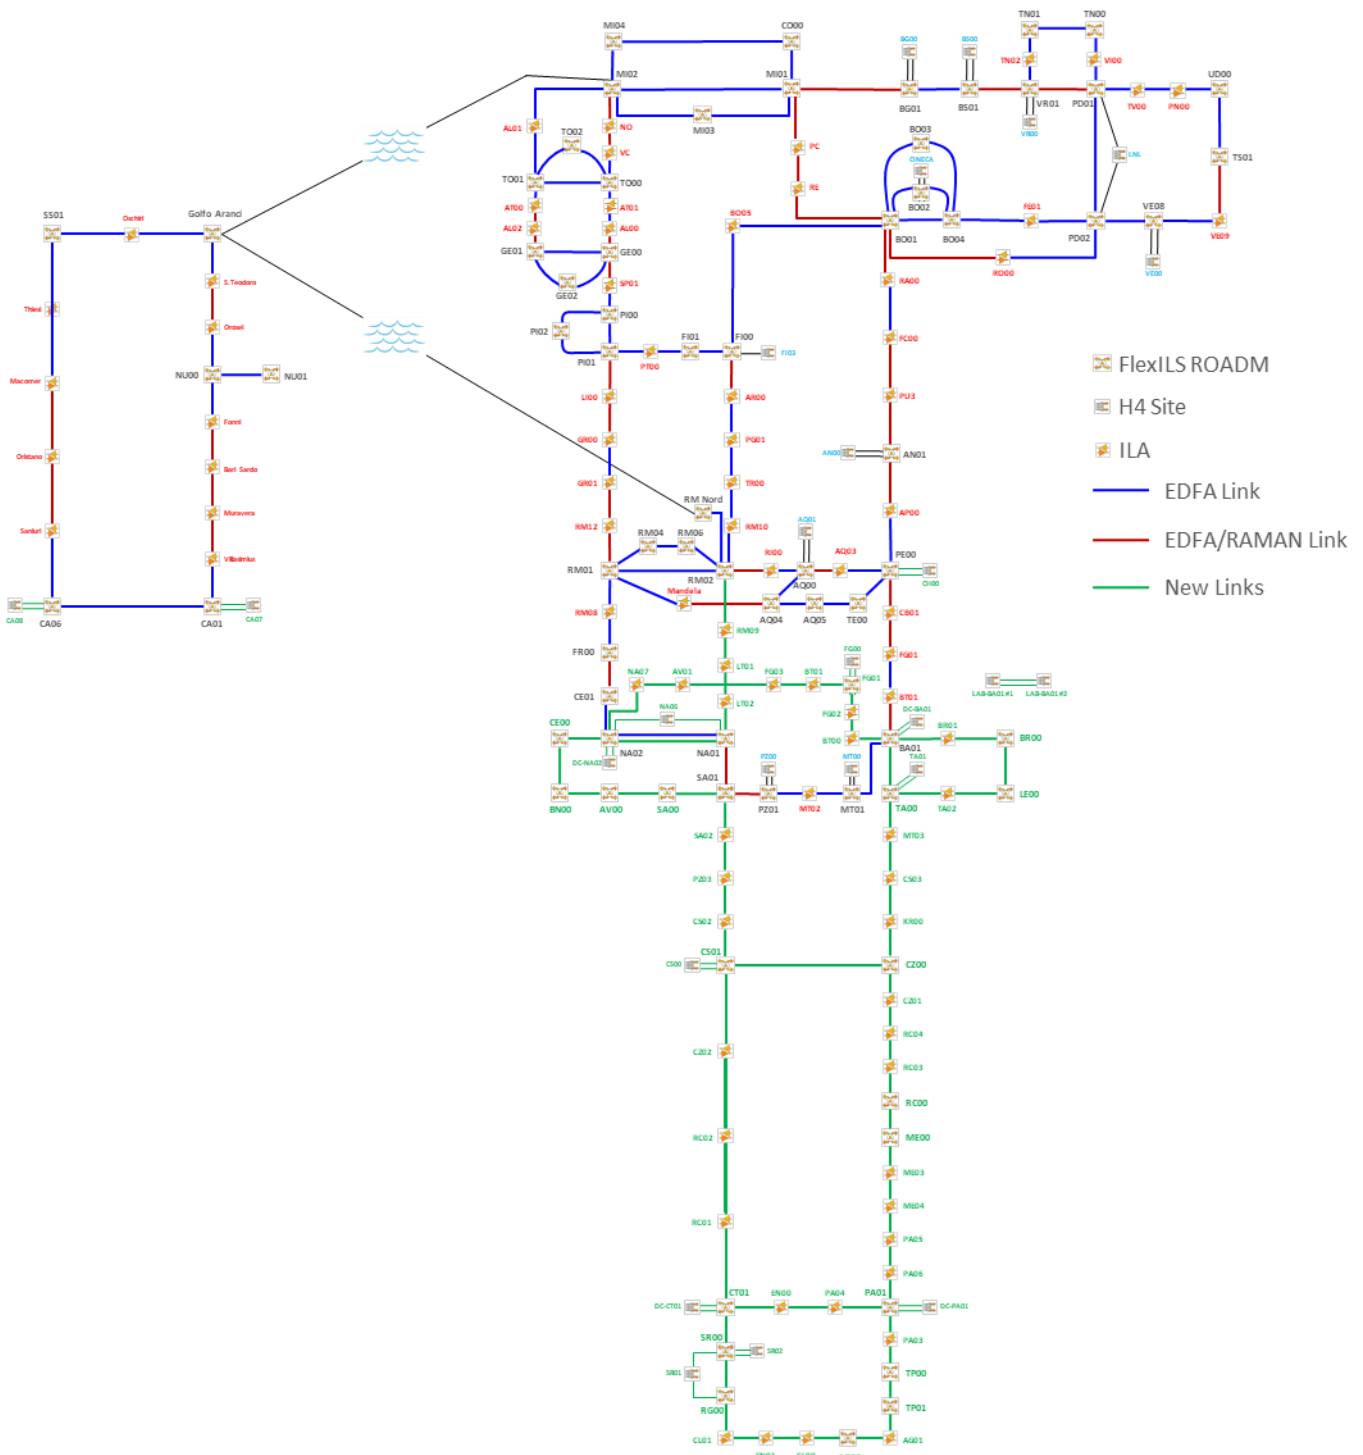 MI04
CO00
TN01
TN00
BG00
BS00
TN02
VI00
MI02
MI01
UD00
BG01
BS01
VR01
PD01
TV00
PN00
AL01
NO
MI03
VR00
TO02
BO03
VC
PC
CINECA
LNL
TS01
TO01
TO00
RE
BO02
AT00
AT01
SS01
Oschiri
Golfo Aranci
BO05
FE01
VE08
AL02
AL00
BO01
BO04
PD02
VE09
GE01
GE00
RO00
VE00
S.Teodoro
GE02
SP01
RA00
Thiesi
PI00
Orosei
PI02
FI01
FI00
FC00
PI01
PT00
FI03
FlexILS ROADM
NU00
NU01
Macomer
LI00
AR00
PU3
H4 Site
Fonni
GR00
PG01
AN00
AN01
ILA
Oristano
Bari Sardo
GR01
TR00
EDFA Link
RM Nord
Muravera
AP00
Sanluri
RM12
RM10
AQ01
EDFA/RAMAN Link
RM04
RM06
Villasimius
RI00
AQ03
PE00
RM01
RM02
AQ00
CH00
Mandela
New Links
CA08
CA07
RM08
CB01
CA06
CA01
AQ04
AQ05
TE00
RM09
FR00
FG00
FG01
NA07
AV01
LT01
FG03
BT01
FG01
LAB-BA01#1
LAB-BA01#2
CE01
LT02
BT01
NA06
FG02
DC-BA01
CE00
BR01
BT00
BA01
BR00
NA02
NA01
DC-NA02
PZ00
MT00
TA01
SA01
BN00
AV00
SA00
PZ01
MT02
MT01
TA00
TA02
LE00
SA02
MT03
PZ03
CS03
CS02
KR00
CS01
CS00
CZ00
CZ01
RC04
CZ02
RC03
RC00
RC02
ME00
ME03
ME04
RC01
PA05
PA06
CT01
EN00
PA04
PA01
DC-CT01
DC-PA01
SR00
PA03
SR02
SR01
TP00
RG00
TP01
CL01
AG01